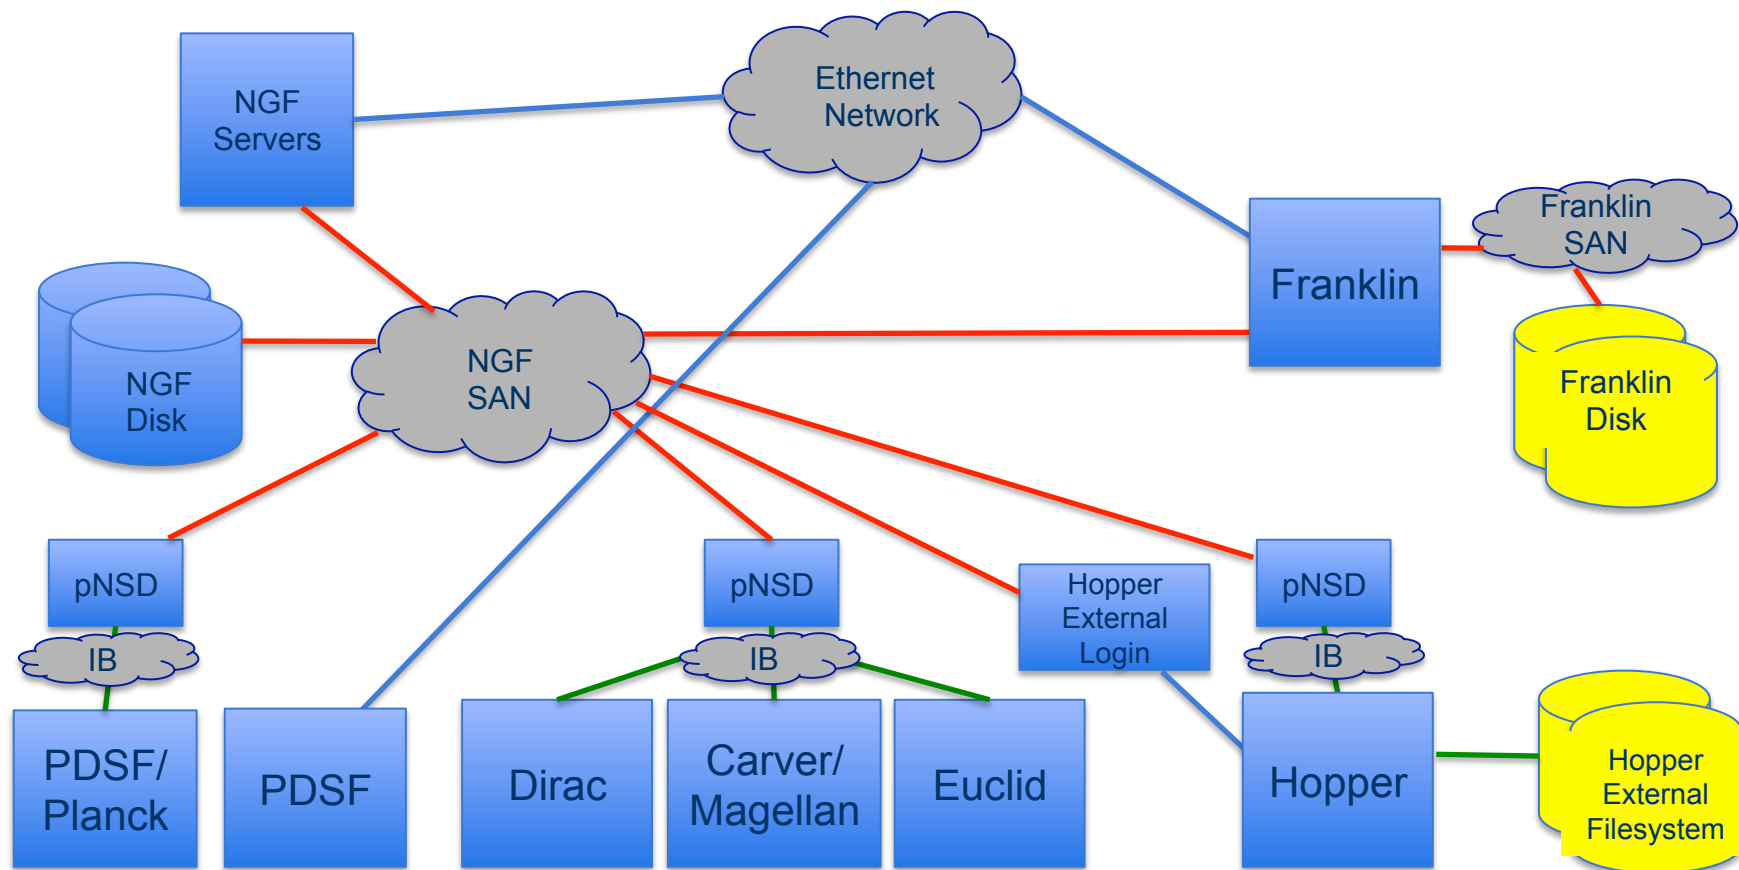 NGF
Servers
Ethernet
Network
Franklin
SAN
Franklin
NGF
Disk
NGF
SAN
Franklin
Disk
pNSD
pNSD
Hopper
External
Login
pNSD
IB
IB
IB
PDSF/
Planck
PDSF
Dirac
Carver/
Magellan
Euclid
Hopper
Hopper
External
Filesystem